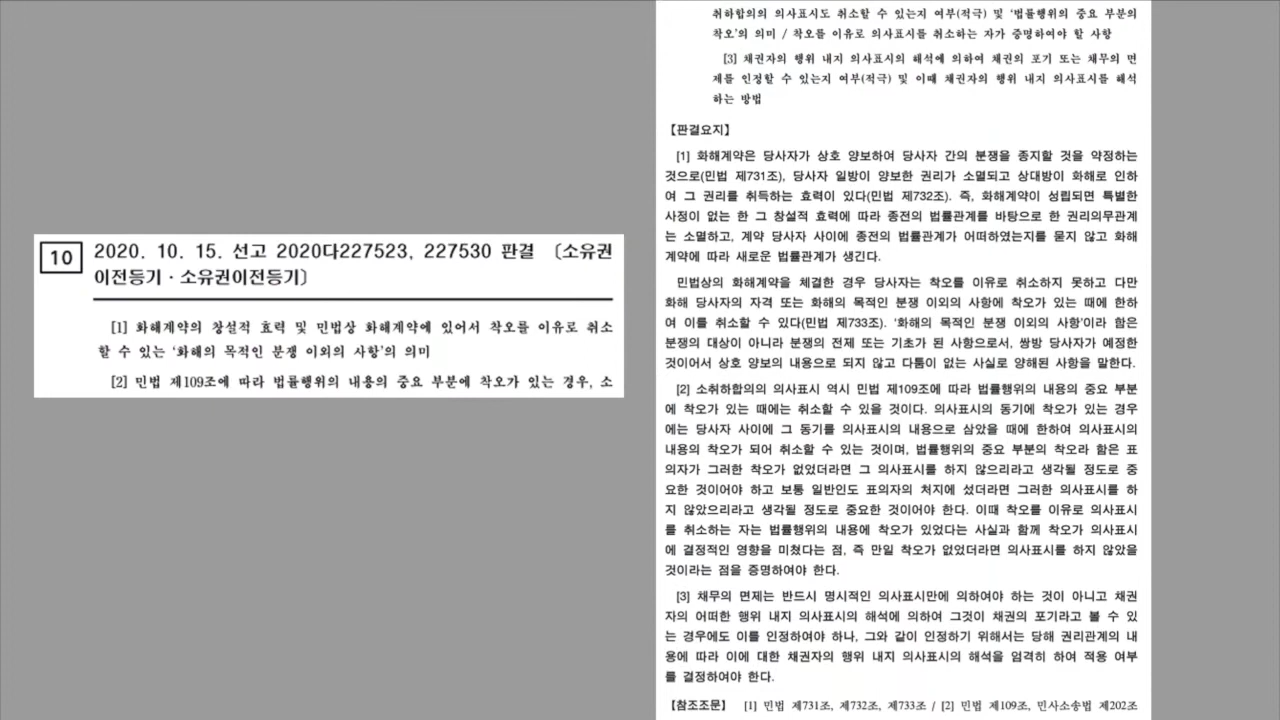 10
2020. 10. 15. 선고 2020다227523, 227530 판결 〔소유권
이전등기 · 소유권이전등기〕
[1] 화해계약의 창설적 효력 및 민법상 화해계약에 있어서 착오를 이유로 취소
할 수 있는 ‘화해의 목적인 분쟁 이외의 사항’의 의미
[2] 민법 제109조에 따라 법률행위의 내용의 중요 부분에 착오가 있는 경우, 소
취하합의의 의사표시도 취소할 수 있는지 여부(적극) 및 ‘법률행위의 중요 부분의
착오’의 의미 / 착오를 이유로 의사표시를 취소하는 자가 증명하여야 할 사항
[3] 채권자의 행위 내지 의사표시의 해석에 의하여 채권의 포기 또는 채무의 면
제를 인정할 수 있는지 여부(적극) 및 이때 채권자의 행위 내지 의사표시를 해석
하는 방법
【판결요지】
[1] 화해계약은 당사자가 상호 양보하여 당사자 간의 분쟁을 종지할 것을 약정하는
것으로(민법 제731조), 당사자 일방이 양보한 권리가 소멸되고 상대방이 화해로 인하
여 그 권리를 취득하는 효력이 있다(민법 제732조). 즉, 화해계약이 성립되면 특별한
사정이 없는 한 그 창설적 효력에 따라 종전의 법률관계를 바탕으로 한 권리의무관계
는 소멸하고, 계약 당사자 사이에 종전의 법률관계가 어떠하였는지를 묻지 않고 화해
계약에 따라 새로운 법률관계가 생긴다.
민법상의 화해계약을 체결한 경우 당사자는 착오를 이유로 취소하지 못하고 다만
화해 당사자의 자격 또는 화해의 목적인 분쟁 이외의 사항에 착오가 있는 때에 한하
여 이를 취소할 수 있다(민법 제733조). ‘화해의 목적인 분쟁 이외의 사항’이라 함은
분쟁의 대상이 아니라 분쟁의 전제 또는 기초가 된 사항으로서, 쌍방 당사자가 예정한
것이어서 상호 양보의 내용으로 되지 않고 다툼이 없는 사실로 양해된 사항을 말한다.
[2] 소취하합의의 의사표시 역시 민법 제109조에 따라 법률행위의 내용의 중요 부분
에 착오가 있는 때에는 취소할 수 있을 것이다. 의사표시의 동기에 착오가 있는 경우
에는 당사자 사이에 그 동기를 의사표시의 내용으로 삼았을 때에 한하여 의사표시의
내용의 착오가 되어 취소할 수 있는 것이며, 법률행위의 중요 부분의 착오라 함은 표
의자가 그러한 착오가 없었더라면 그 의사표시를 하지 않으리라고 생각될 정도로 중
요한 것이어야 하고 보통 일반인도 표의자의 처지에 섰더라면 그러한 의사표시를 하
지 않았으리라고 생각될 정도로 중요한 것이어야 한다. 이때 착오를 이유로 의사표시
를 취소하는 자는 법률행위의 내용에 착오가 있었다는 사실과 함께 착오가 의사표시
에 결정적인 영향을 미쳤다는 점, 즉 만일 착오가 없었더라면 의사표시를 하지 않았을
것이라는 점을 증명하여야 한다.
[3] 채무의 면제는 반드시 명시적인 의사표시만에 의하여야 하는 것이 아니고 채권
자의 어떠한 행위 내지 의사표시의 해석에 의하여 그것이 채권의 포기라고 볼 수 있
는 경우에도 이를 인정하여야 하나, 그와 같이 인정하기 위해서는 당해 권리관계의 내
용에 따라 이에 대한 채권자의 행위 내지 의사표시의 해석을 엄격히 하여 적용 여부
를 결정하여야 한다.
【참조조문】 [1] 민법 제731조, 제732조, 제733조 / [2] 민법 제109조, 민사소송법 제202조